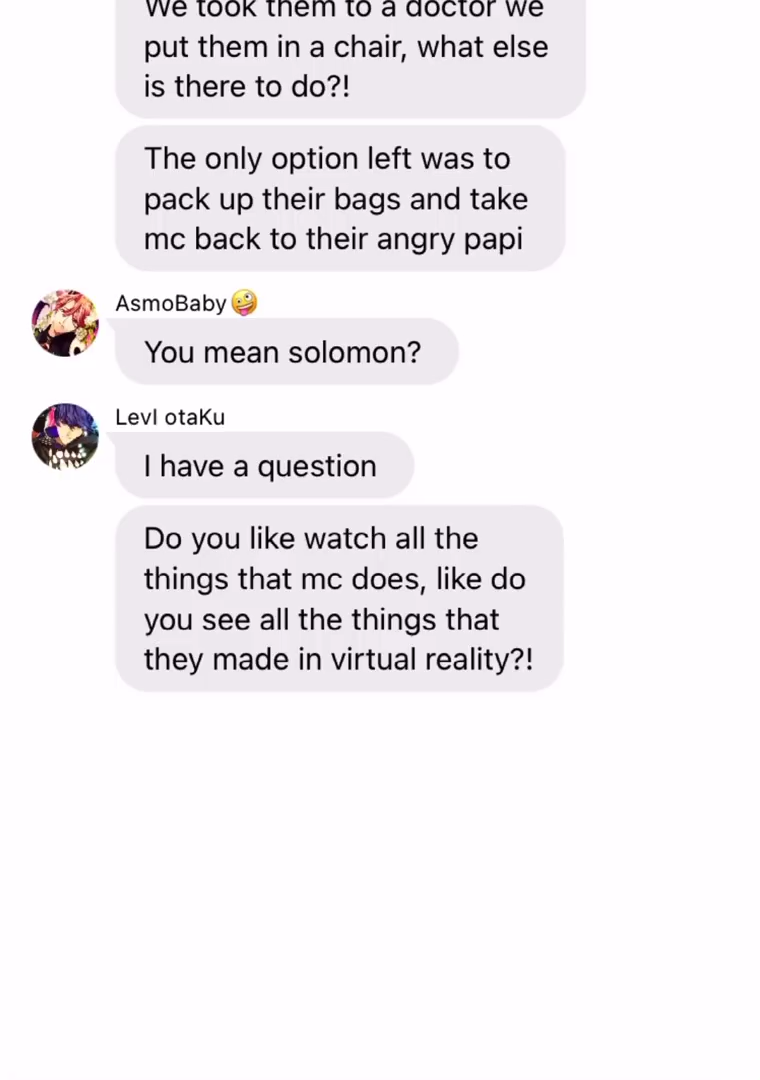 We took them to a doctor we
put them in a chair, what else
is there to do?!
The only option left was to
pack up their bags and take
mc back to their angry papi
AsmoBaby🤪
You mean solomon?
LevI otaKu
I have a question
Do you like watch all the
things that mc does, like do
you see all the things that
they made in virtual reality?!